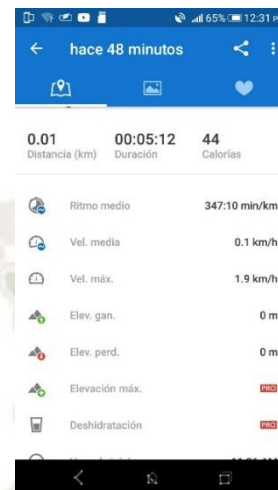 65% 12:31 P
hace 48 minutos
0.01 00:05:12 44
Distancia (km) Duración Calorías
Ritmo medio 347:10 min/km
Vel. media 0.1 km/h
Vel. máx. 1.9 km/h
Elev. gan. 0 m
Elev. perd. 0 m
Elevación máx. PRO
Deshidratación PRO